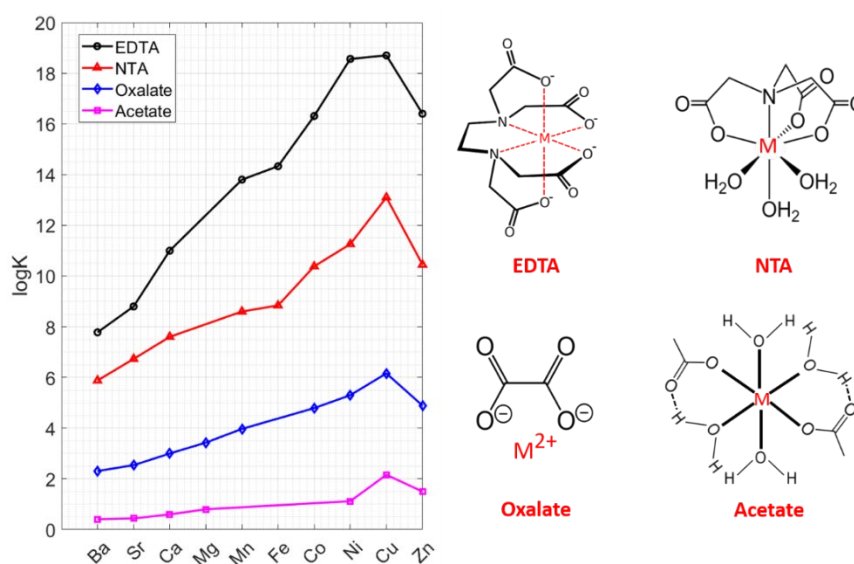 20
18
16
14
12
10
8
6
4
2
0
logK
EDTA
NTA
Oxalate
Acetate
Ba
Sr
Ca
Mg
Mn
Fe
Co
Ni
Cu
Zn
O
O-
O
N
O-
M
N
O-
O
O-
O
EDTA
O
N
O
O
O
O
O
M
H₂O
OH₂
OH₂
NTA
O
O
O⊖
O⊖
M2+
Oxalate
H
H
O
H
H
O
O
O
M
H
O
O
O
H
H
O
H
H
Acetate